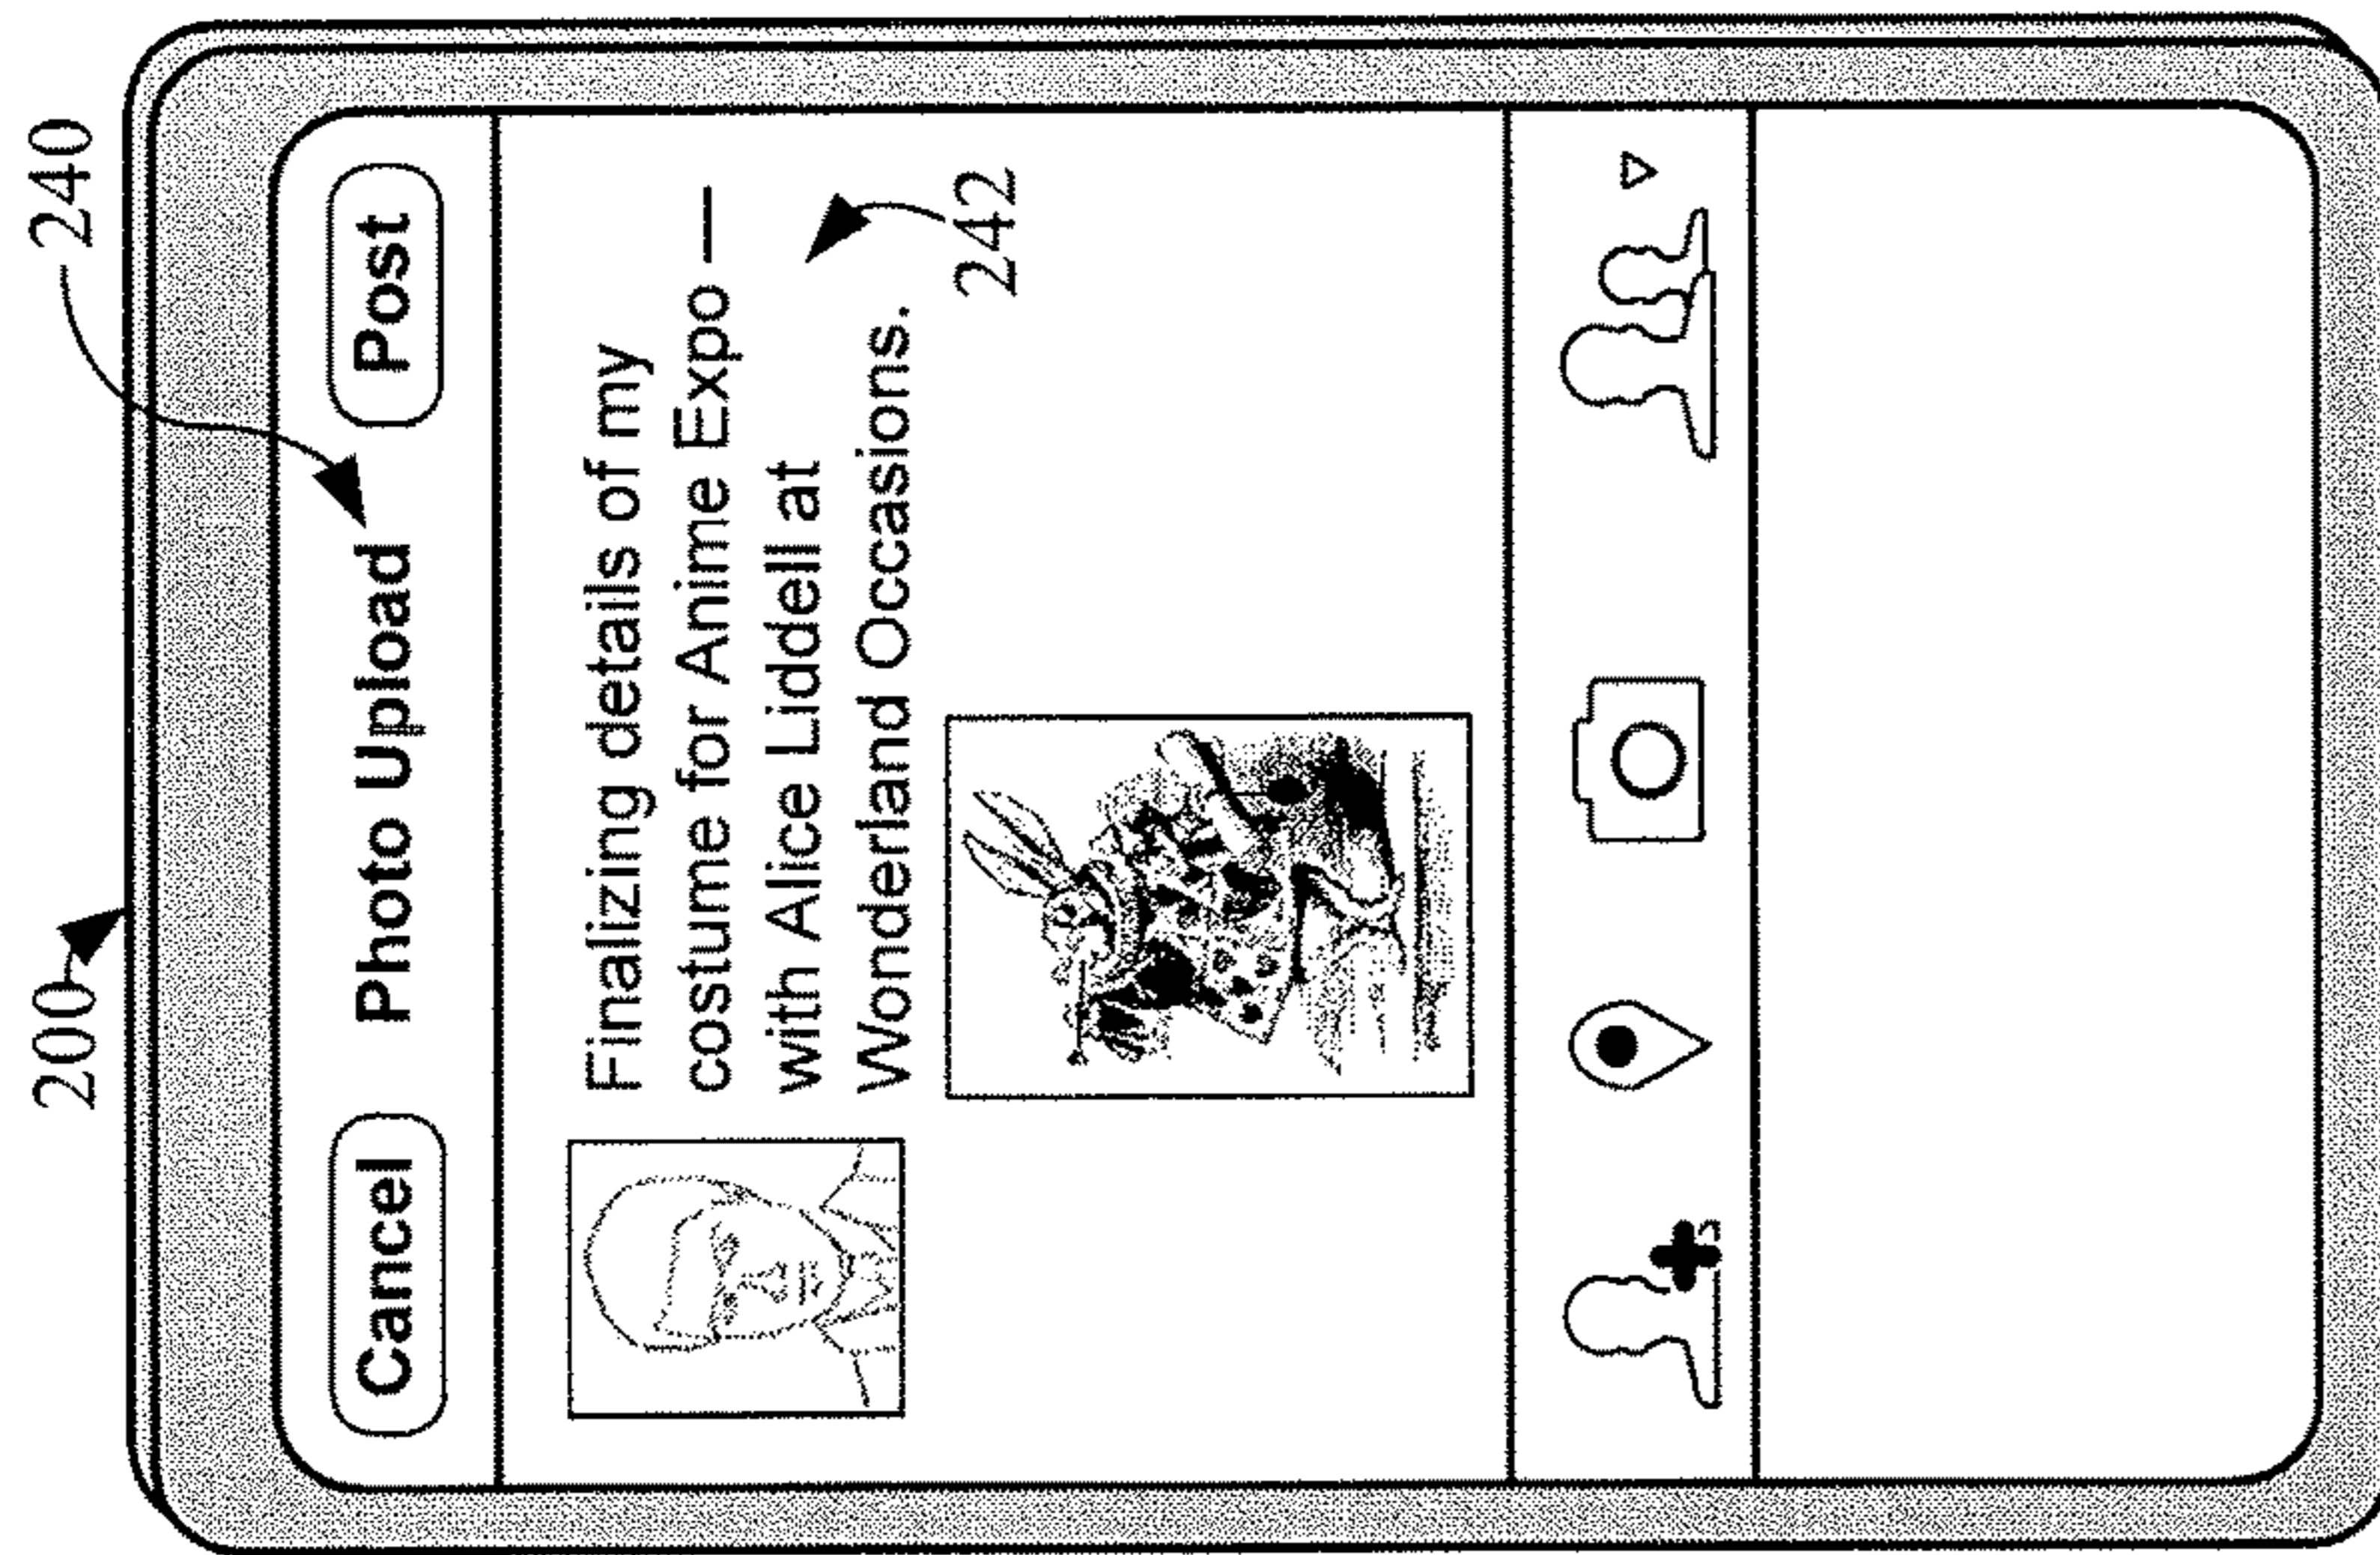 200
240
Cancel
Photo Upload
Post
Finalizing details of my
costume for Anime Expo —
with Alice Liddell at
Wonderland Occasions.
242